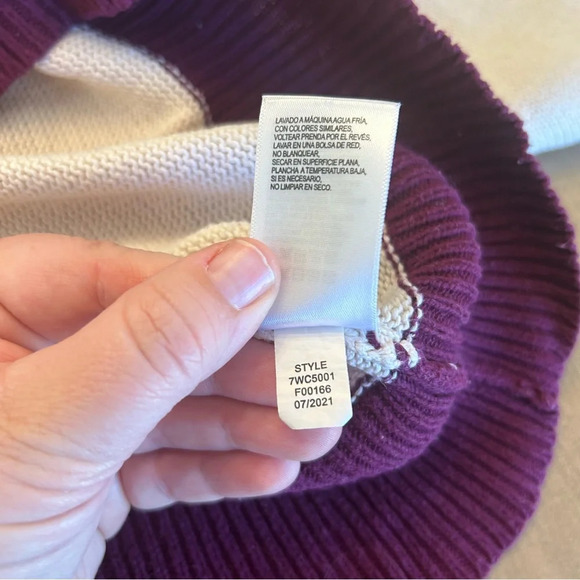 LAVADO A MÁQUINA AGUA FRÍA,
CON COLORES SIMILARES,
VOLTEAR PRENDA POR EL REVÉS,
LAVAR EN UNA BOLSA DE RED,
NO BLANQUEAR,
SECAR EN SUPERFICIE PLANA,
PLANCHA A TEMPERATURA BAJA,
SI ES NECESARIO,
NO LIMPIAR EN SECO.
STYLE
7WC5001
F00166
07/2021